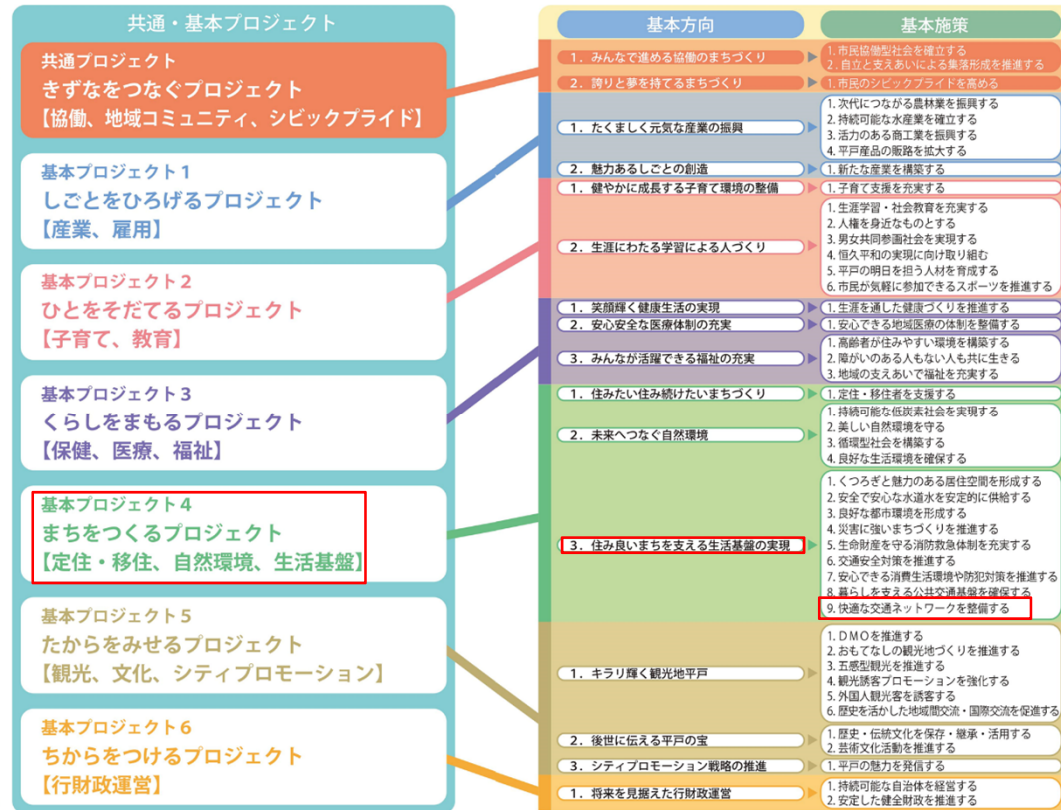 共通・基本プロジェクト
共通プロジェクト
きずなをつなぐプロジェクト
【協働、地域コミュニティ、シビックプライド】
基本プロジェクト1
しごとをひろげるプロジェクト
【産業、雇用】
基本プロジェクト2
ひとをそだてるプロジェクト
【子育て、教育】
基本プロジェクト3
くらしをまもるプロジェクト
【保健、医療、福祉】
基本プロジェクト4
まちをつくるプロジェクト
【定住・移住、自然環境、生活基盤】
基本プロジェクト5
たからをみせるプロジェクト
【観光、文化、シティプロモーション】
基本プロジェクト6
ちからをつけるプロジェクト
【行財政運営】
基本方向
基本施策
1. みんなで進める協働のまちづくり
1. 市民協働型社会を確立する
2. 自立と支えあいによる集落形成を推進する
2. 誇りと夢を持てるまちづくり
1. 市民のシビックプライドを高める
1. たくましく元気な産業の振興
1. 次代につながる農林業を振興する
2. 持続可能な水産業を確立する
3. 活力のある商工業を振興する
4. 平戸産品の販路を拡大する
2. 魅力あるしごとの創造
1. 新たな産業を構築する
1. 健やかに成長する子育て環境の整備
1. 子育て支援を充実する
2. 生涯にわたる学習による人づくり
1. 生涯学習・社会教育を充実する
2. 人権を身近なものとする
3. 男女共同参画社会を実現する
4. 恒久平和の実現に向け取り組む
5. 平戸の明日を担う人材を育成する
6. 市民が気軽に参加できるスポーツを推進する
1. 笑顔輝く健康生活の実現
1. 生涯を通した健康づくりを推進する
2. 安心安全な医療体制の充実
1. 安心できる地域医療の体制を整備する
3. みんなが活躍できる福祉の充実
1. 高齢者が住みやすい環境を構築する
2. 障がいのある人もない人も共に生きる
3. 地域の支えあいで福祉を充実する
1. 住みたい住み続けたいまちづくり
1. 定住・移住者を支援する
2. 未来へつなぐ自然環境
1. 持続可能な低炭素社会を実現する
2. 美しい自然環境を守る
3. 循環型社会を構築する
4. 良好な生活環境を確保する
3. 住み良いまちを支える生活基盤の実現
1. くつろぎと魅力のある居住空間を形成する
2. 安全で安心な水道水を安定的に供給する
3. 良好な都市環境を形成する
4. 災害に強いまちづくりを推進する
5. 生命財産を守る消防救急体制を充実する
6. 交通安全対策を推進する
7. 安心できる消費生活環境や防犯対策を推進する
8. 暮らしを支える公共交通基盤を確保する
9. 快適な交通ネットワークを整備する
1. キラリ輝く観光地平戸
1. DMOを推進する
2. おもてなしの観光地づくりを推進する
3. 五感型観光を推進する
4. 観光誘客プロモーションを強化する
5. 外国人観光客を誘客する
6. 歴史を活かした地域間交流・国際交流を促進する
2. 後世に伝える平戸の宝
1. 歴史・伝統文化を保存・継承・活用する
2. 芸術文化活動を推進する
3. シティプロモーション戦略の推進
1. 平戸の魅力を発信する
1. 将来を見据えた行財政運営
1. 持続可能な自治体を経営する
2. 安定した健全財政を推進する